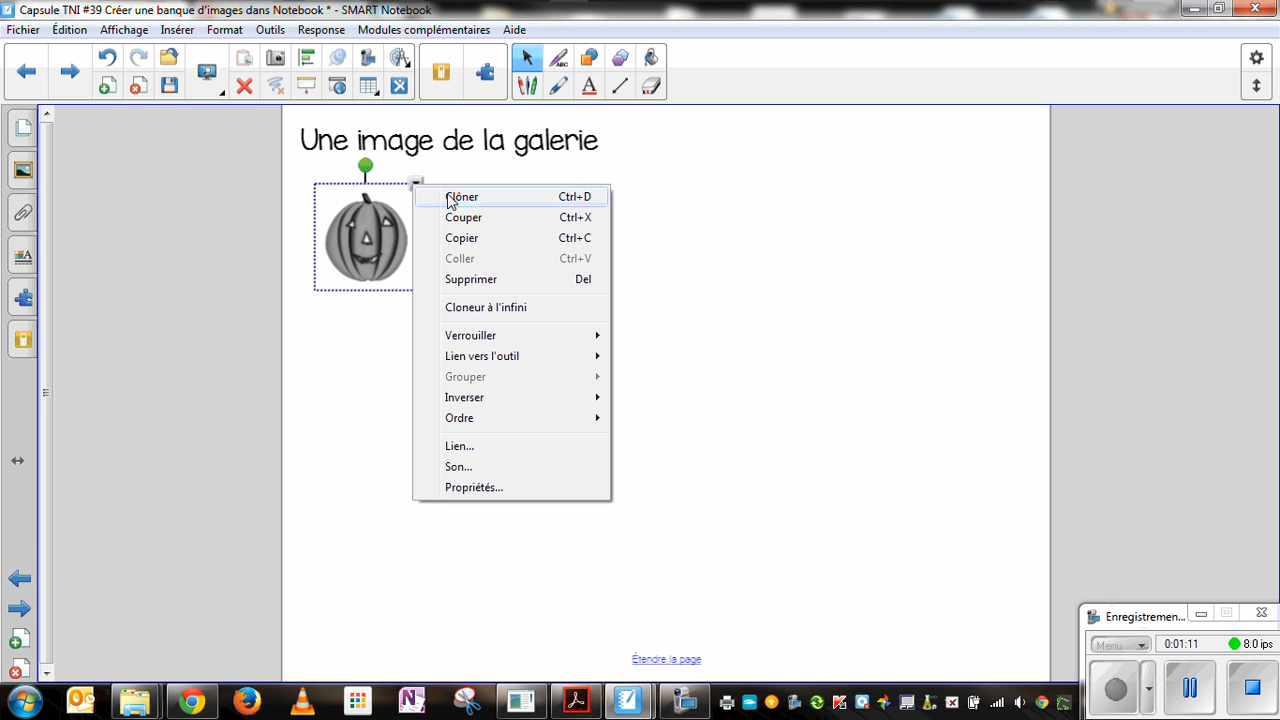 Capsule TNI #39 Créer une banque d'images dans Notebook * - SMART Notebook
Fichier Édition Affichage Insérer Format Outils Response Modules complémentaires Aide
Une image de la galerie
Clôner Ctrl+D
Couper Ctrl+X
Copier Ctrl+C
Coller Ctrl+V
Supprimer Del
Cloneur à l'infini
Verrouiller
Lien vers l'outil
Grouper
Inverser
Ordre
Lien...
Son...
Propriétés...
Étendre la page
Enregistremen...
Menu 0:01:11 8.0 ips